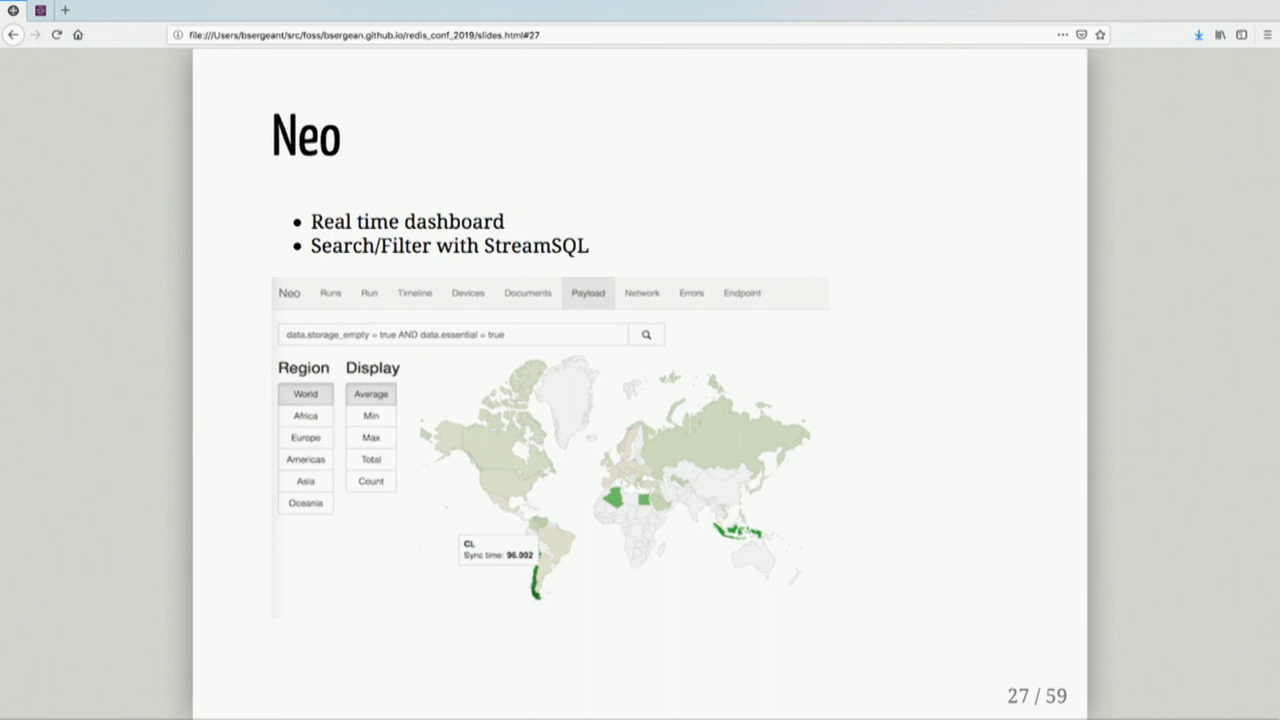 file:///Users/bsergeant/src/foss/bsergean.github.io/redis_conf_2019/slides.html#27
Neo
Real time dashboard
Search/Filter with StreamSQL
Neo Runs Run Timeline Devices Documents Payload Network Errors Endpoint
data.storage_empty = true AND data.essential = true
Region Display
World Average
Africa Min
Europe Max
Americas Total
Asia Count
Oceania
CL
Sync time: 96.002
27 / 59